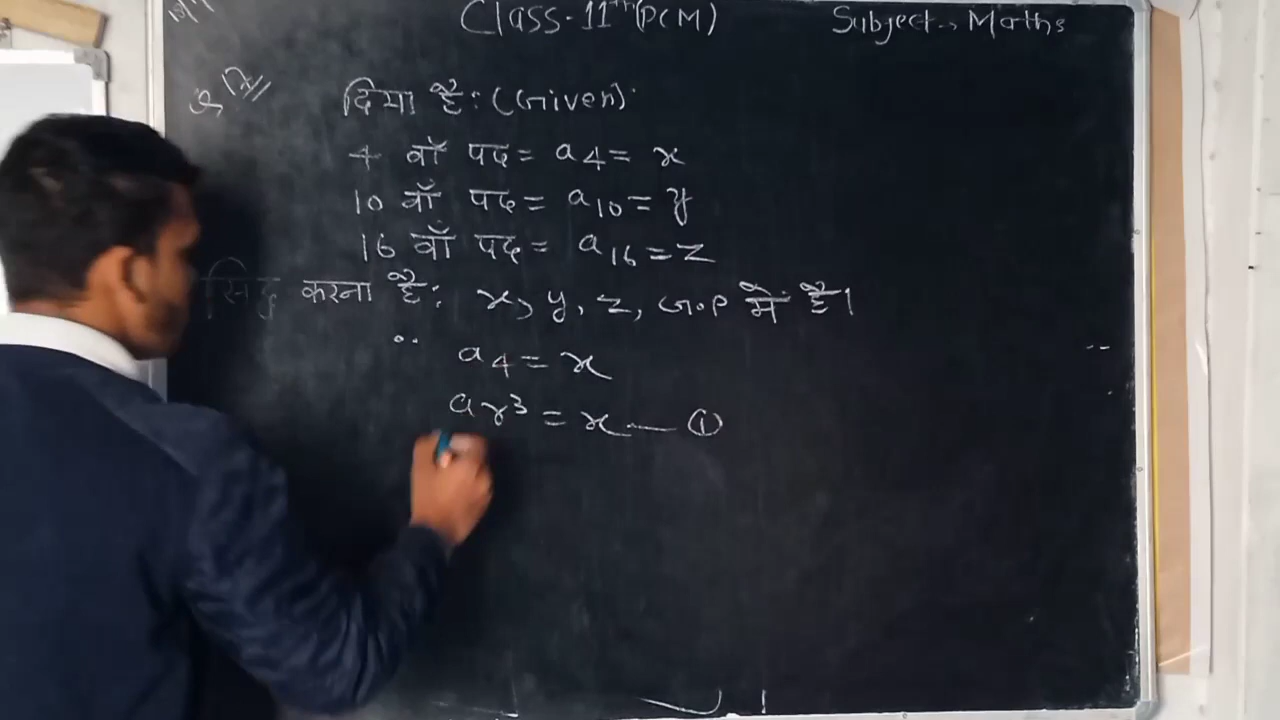 Class-11th (PCM) Subject-, Maths
दिया है: (Given):
4 वाँ पद = a4 = x
10 वाँ पद = a10 = y
16 वाँ पद = a16 = z
सिद्ध करना है: x, y, z, G.P में है।
∵ a4 = x
ar³ = x — ①